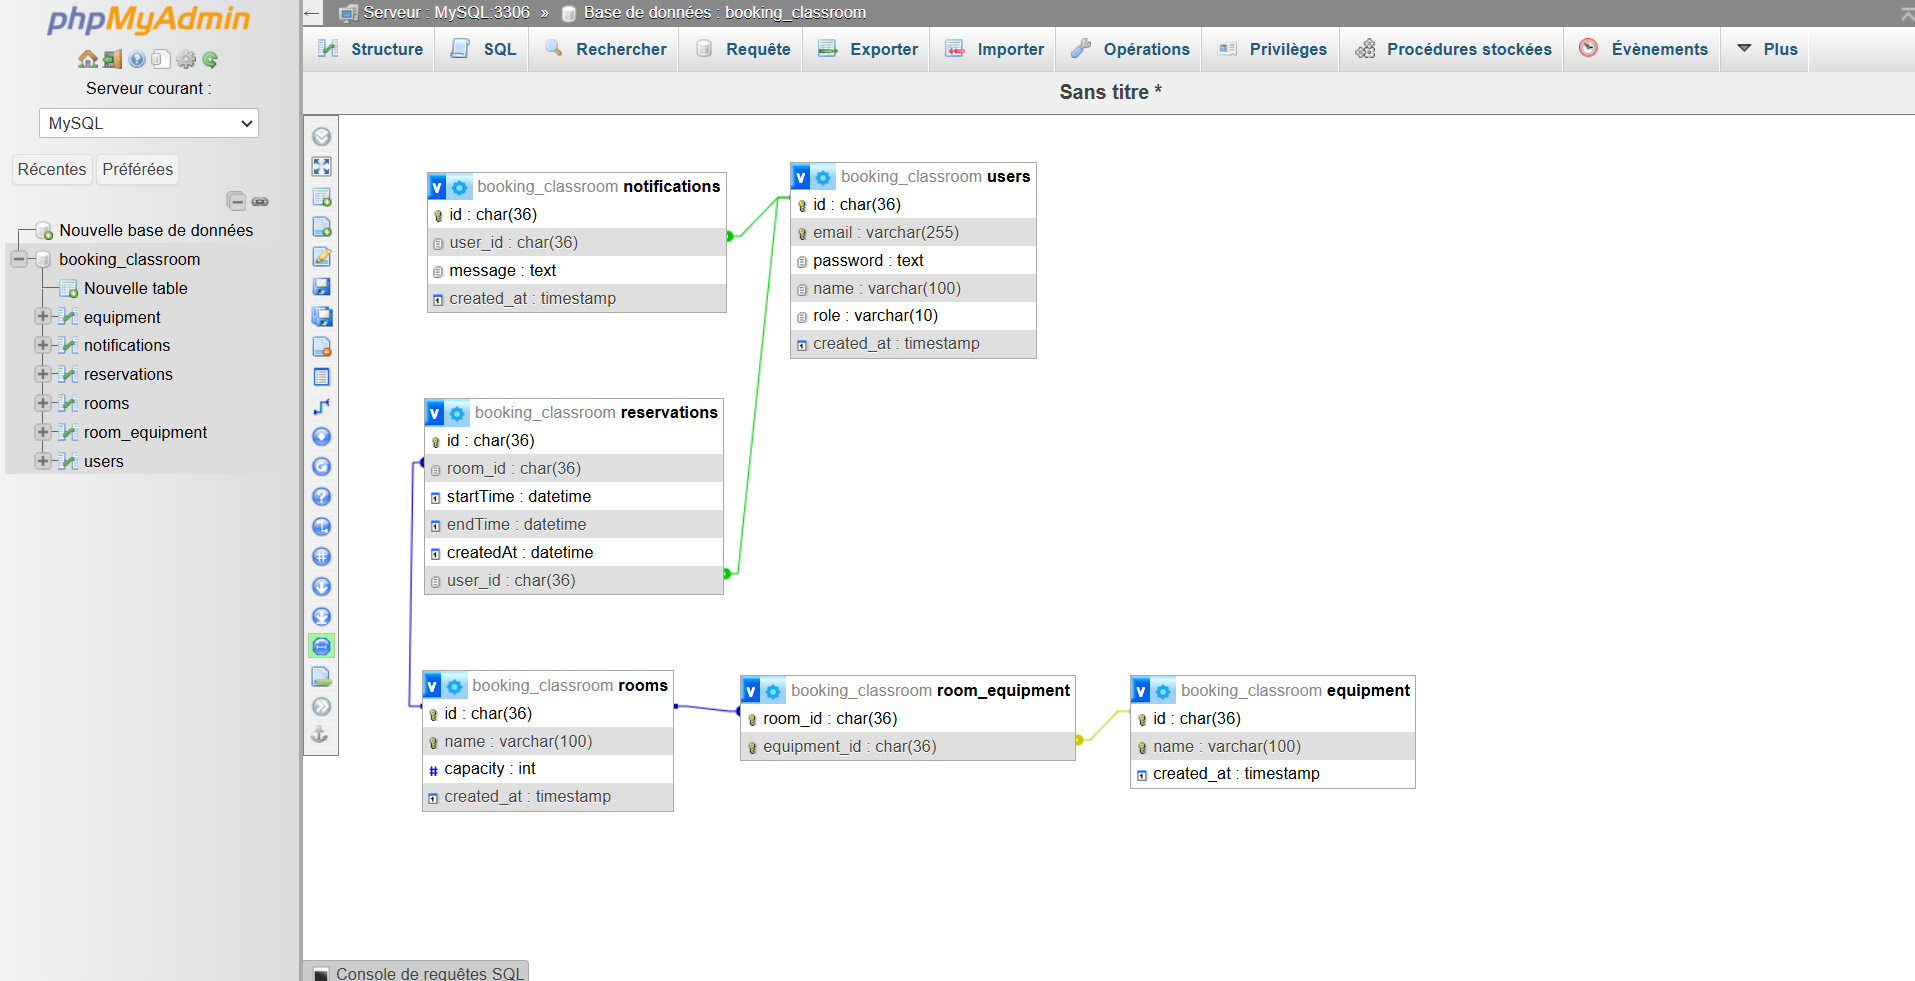 phpMyAdmin
Serveur courant :
MySQL
Récentes
Préférées
Nouvelle base de données
booking_classroom
Nouvelle table
equipment
notifications
reservations
rooms
room_equipment
users
Serveur : MySQL:3306 » Base de données : booking_classroom
Structure
SQL
Rechercher
Requête
Exporter
Importer
Opérations
Privilèges
Procédures stockées
Évènements
Plus
Sans titre *
booking_classroom notifications
id : char(36)
user_id : char(36)
message : text
created_at : timestamp
booking_classroom users
id : char(36)
email : varchar(255)
password : text
name : varchar(100)
role : varchar(10)
created_at : timestamp
booking_classroom reservations
id : char(36)
room_id : char(36)
startTime : datetime
endTime : datetime
createdAt : datetime
user_id : char(36)
booking_classroom rooms
id : char(36)
name : varchar(100)
capacity : int
created_at : timestamp
booking_classroom room_equipment
room_id : char(36)
equipment_id : char(36)
booking_classroom equipment
id : char(36)
name : varchar(100)
created_at : timestamp
Console de requêtes SQL